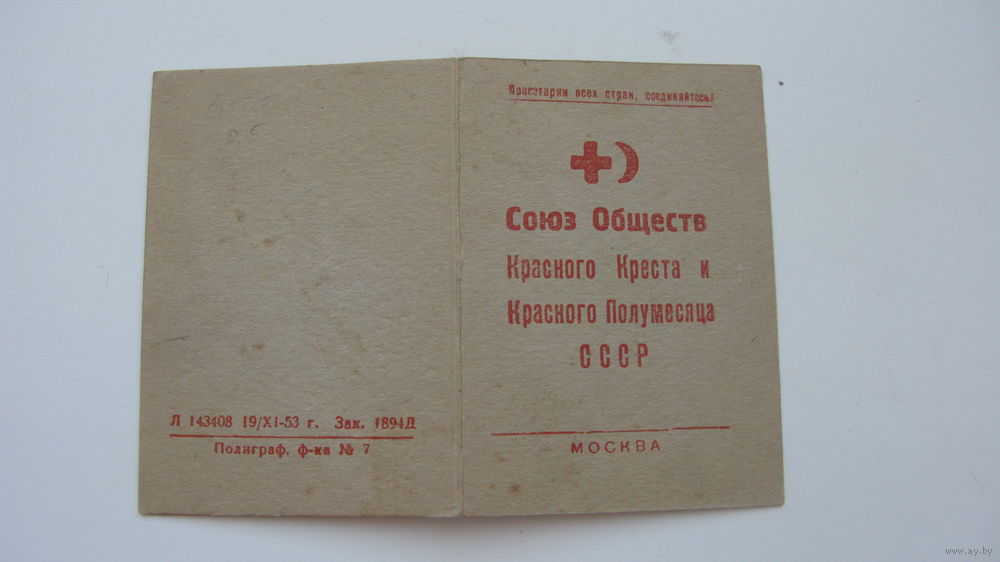 Пролетарии всех стран, соединяйтесь!
Союз Обществ
Красного Креста и
Красного Полумесяца
СССР
МОСКВА
Л 143408 19/XI-53 г. Зак. 1894Д
Полиграф. ф-ка № 7
www.ay.by